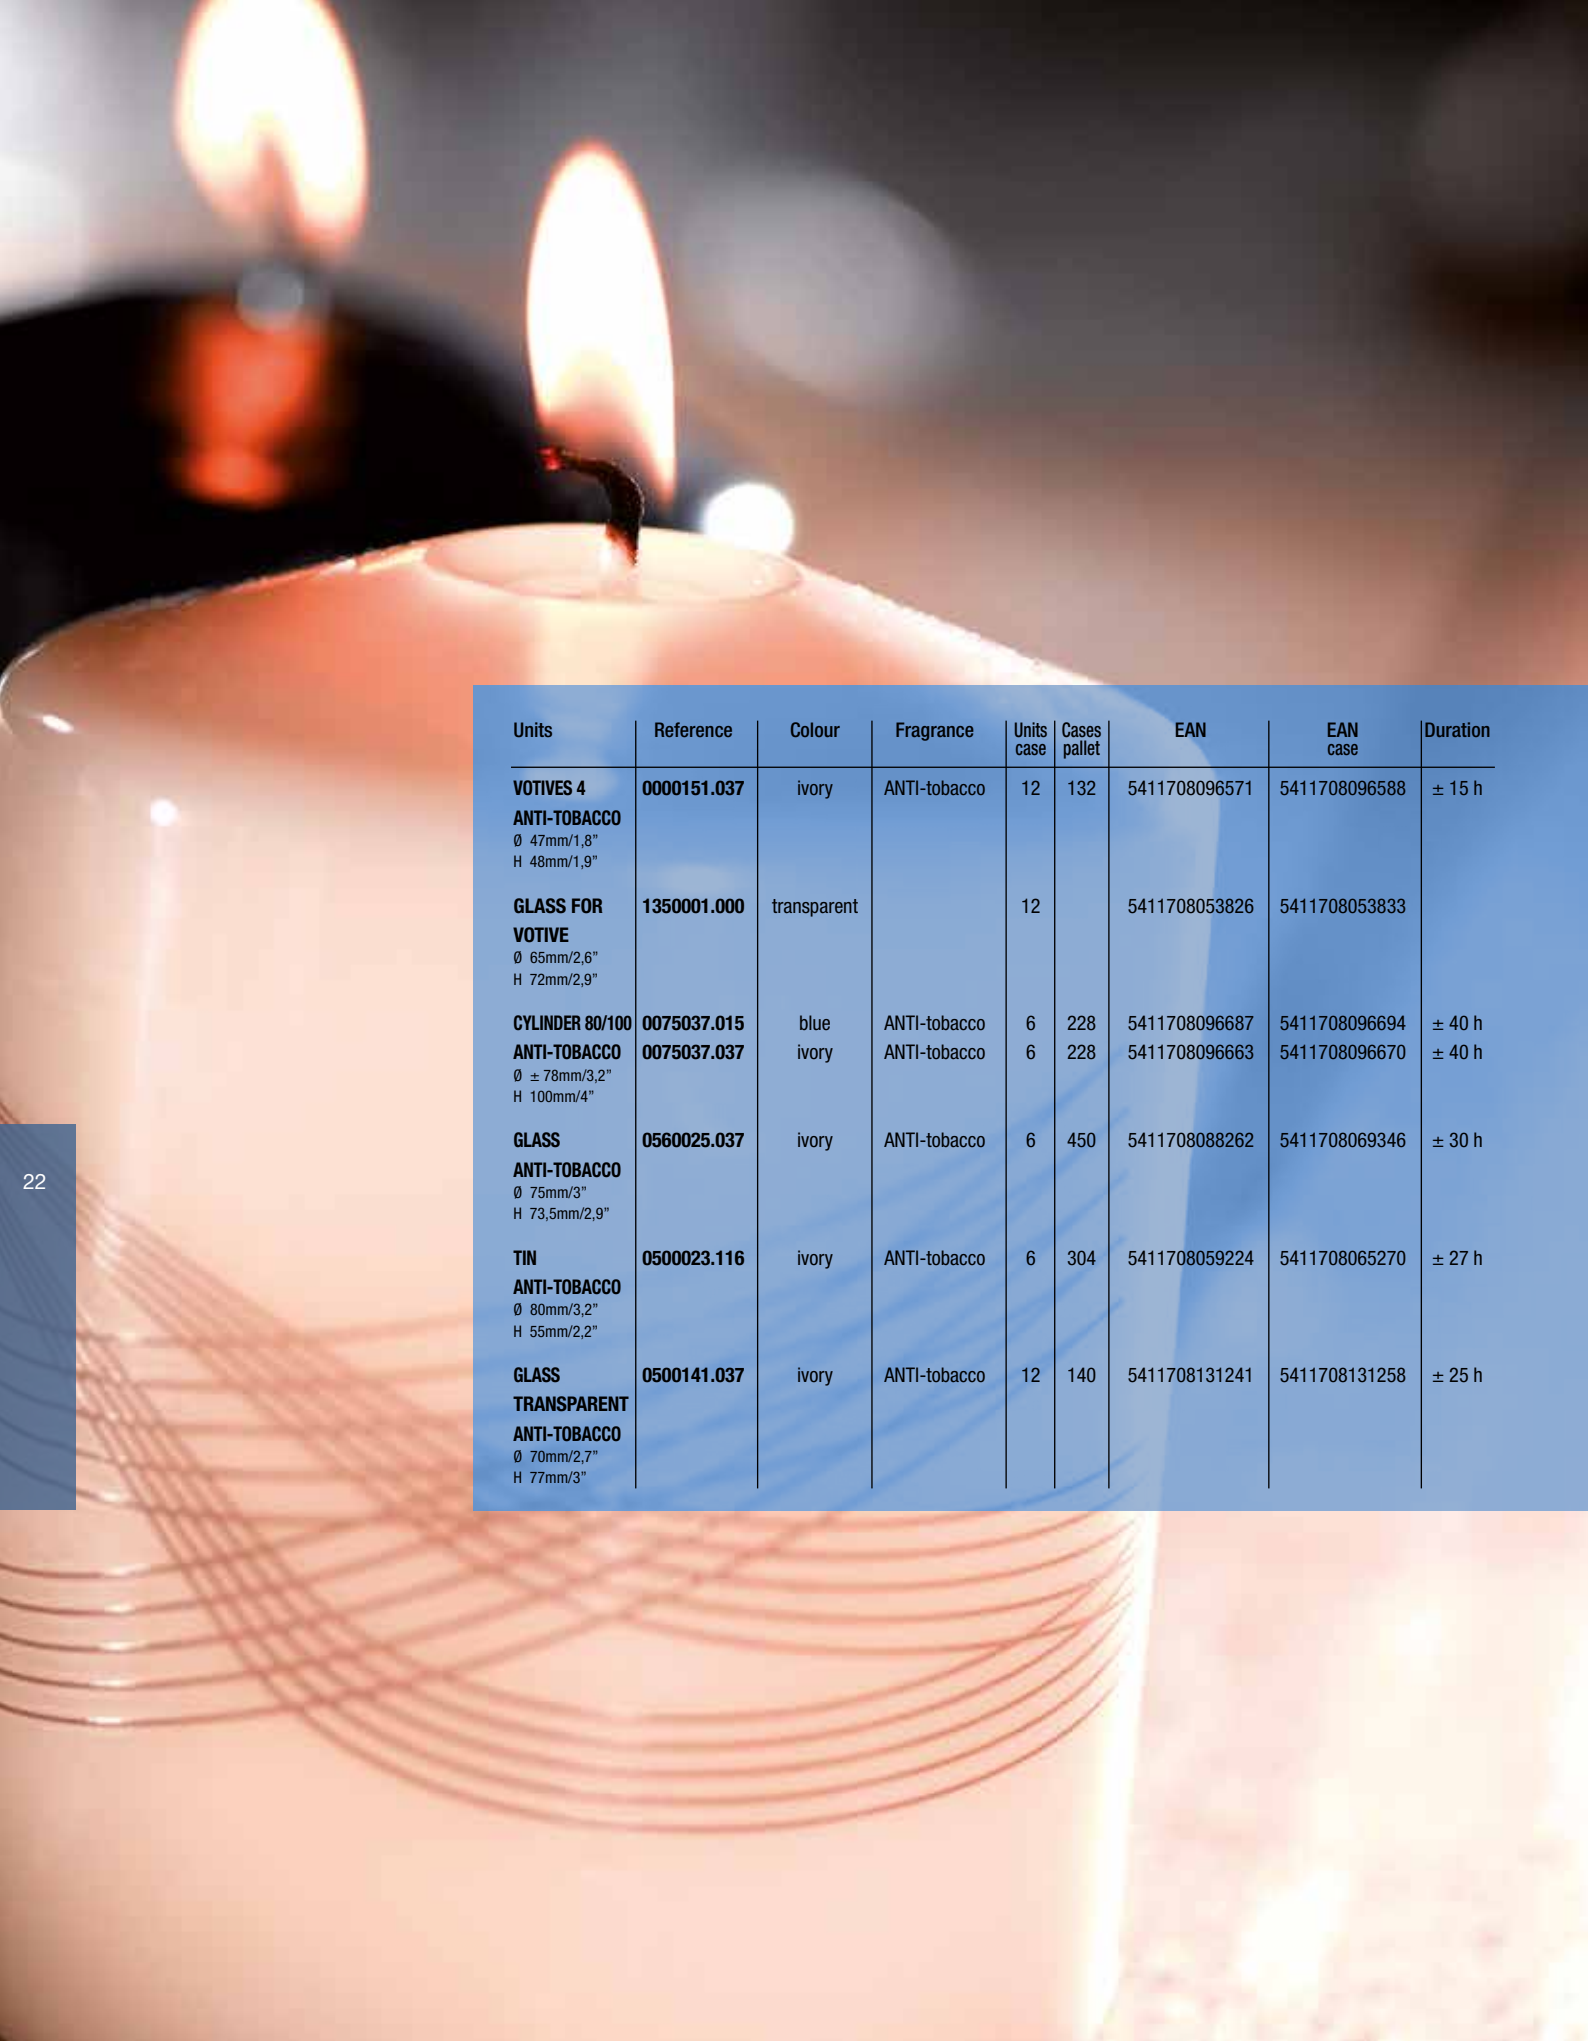 Units Reference Colour Fragrance Units case Cases pallet EAN EAN case Duration
VOTIVES 4 0000151.037 ivory ANTI-tobacco 12 132 5411708096571 5411708096588 ± 15 h
ANTI-TOBACCO
Ø 47mm/1,8”
H 48mm/1,9”
GLASS FOR 1350001.000 transparent 12 5411708053826 5411708053833
VOTIVE
Ø 65mm/2,6”
H 72mm/2,9”
CYLINDER 80/100 0075037.015 blue ANTI-tobacco 6 228 5411708096687 5411708096694 ± 40 h
ANTI-TOBACCO 0075037.037 ivory ANTI-tobacco 6 228 5411708096663 5411708096670 ± 40 h
Ø ± 78mm/3,2”
H 100mm/4”
GLASS 0560025.037 ivory ANTI-tobacco 6 450 5411708088262 5411708069346 ± 30 h
ANTI-TOBACCO
Ø 75mm/3”
H 73,5mm/2,9”
TIN 0500023.116 ivory ANTI-tobacco 6 304 5411708059224 5411708065270 ± 27 h
ANTI-TOBACCO
Ø 80mm/3,2”
H 55mm/2,2”
GLASS 0500141.037 ivory ANTI-tobacco 12 140 5411708131241 5411708131258 ± 25 h
TRANSPARENT
ANTI-TOBACCO
Ø 70mm/2,7”
H 77mm/3”
22